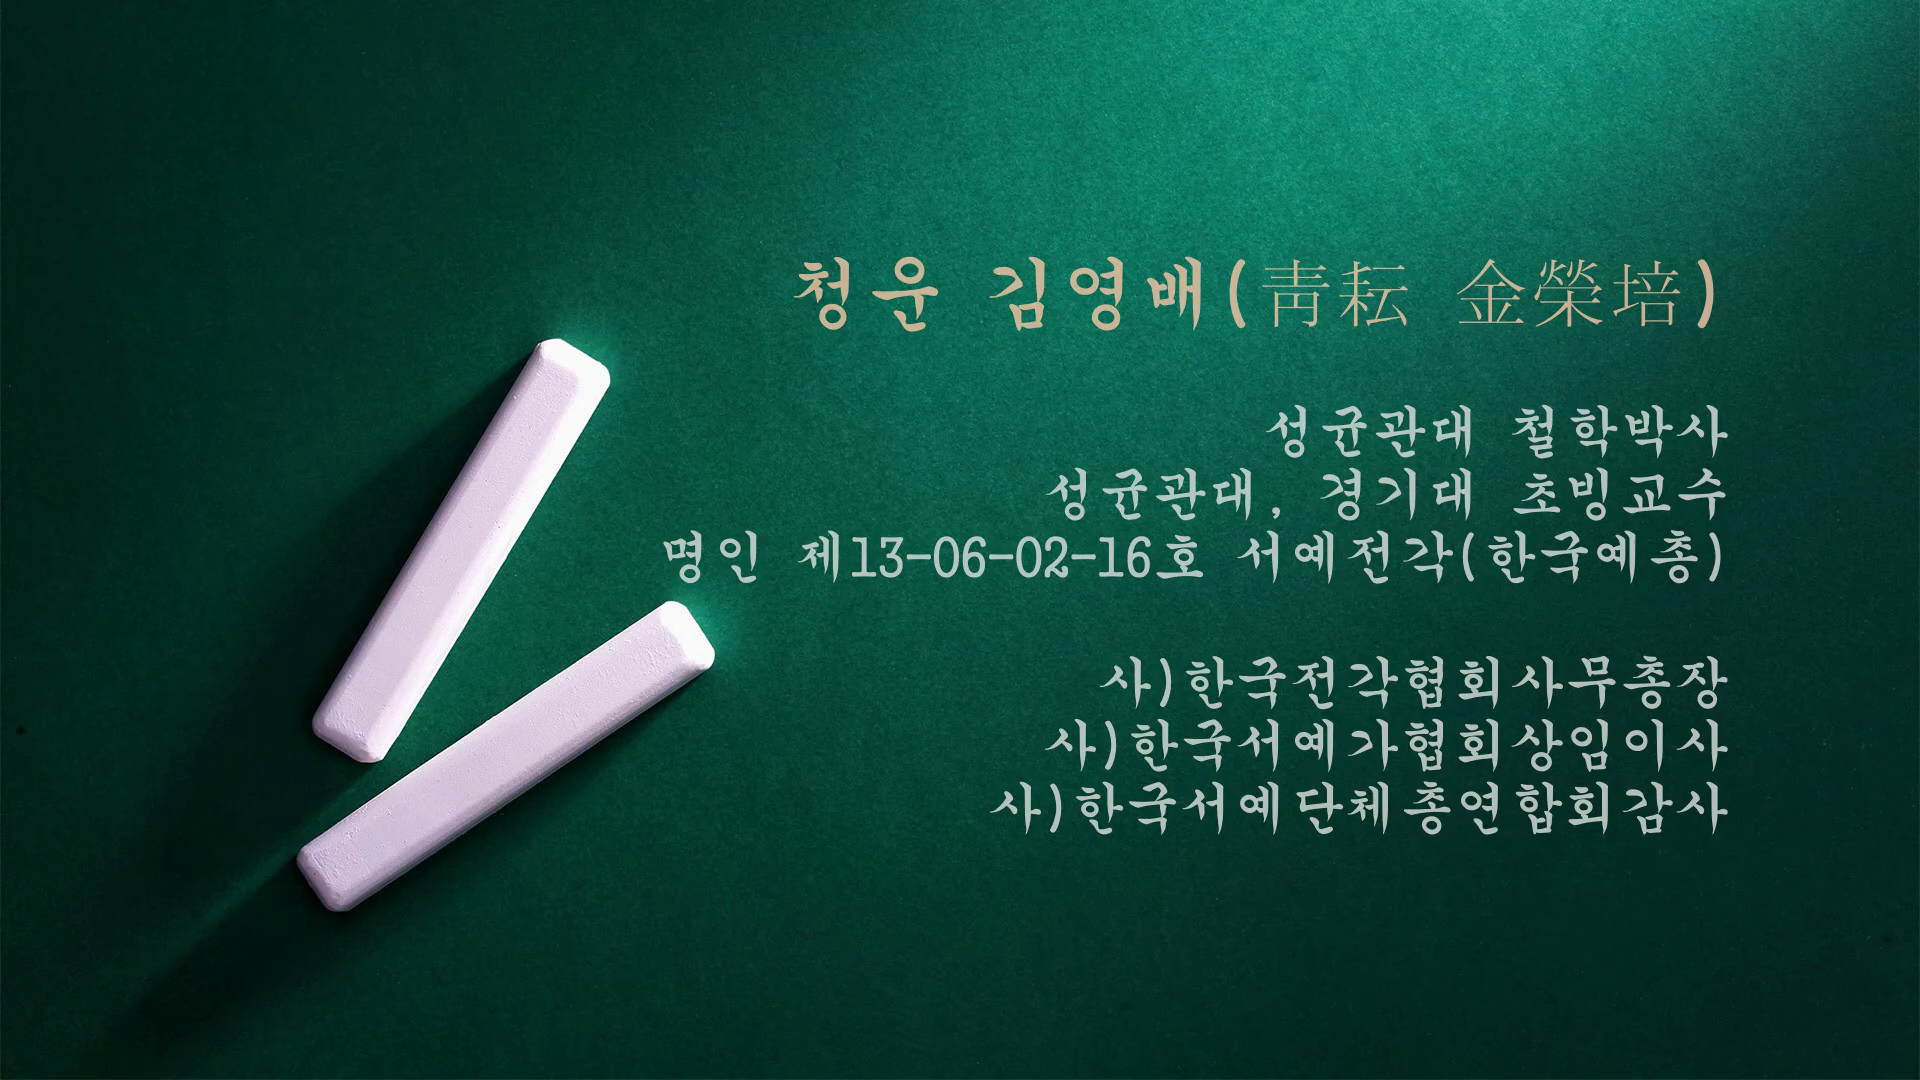 청운 김영배(靑耘 金榮培)
성균관대 철학박사
성균관대, 경기대 초빙교수
명인 제13-06-02-16호 서예전각(한국예총)
사)한국전각협회사무총장
사)한국서예가협회상임이사
사)한국서예단체총연합회감사